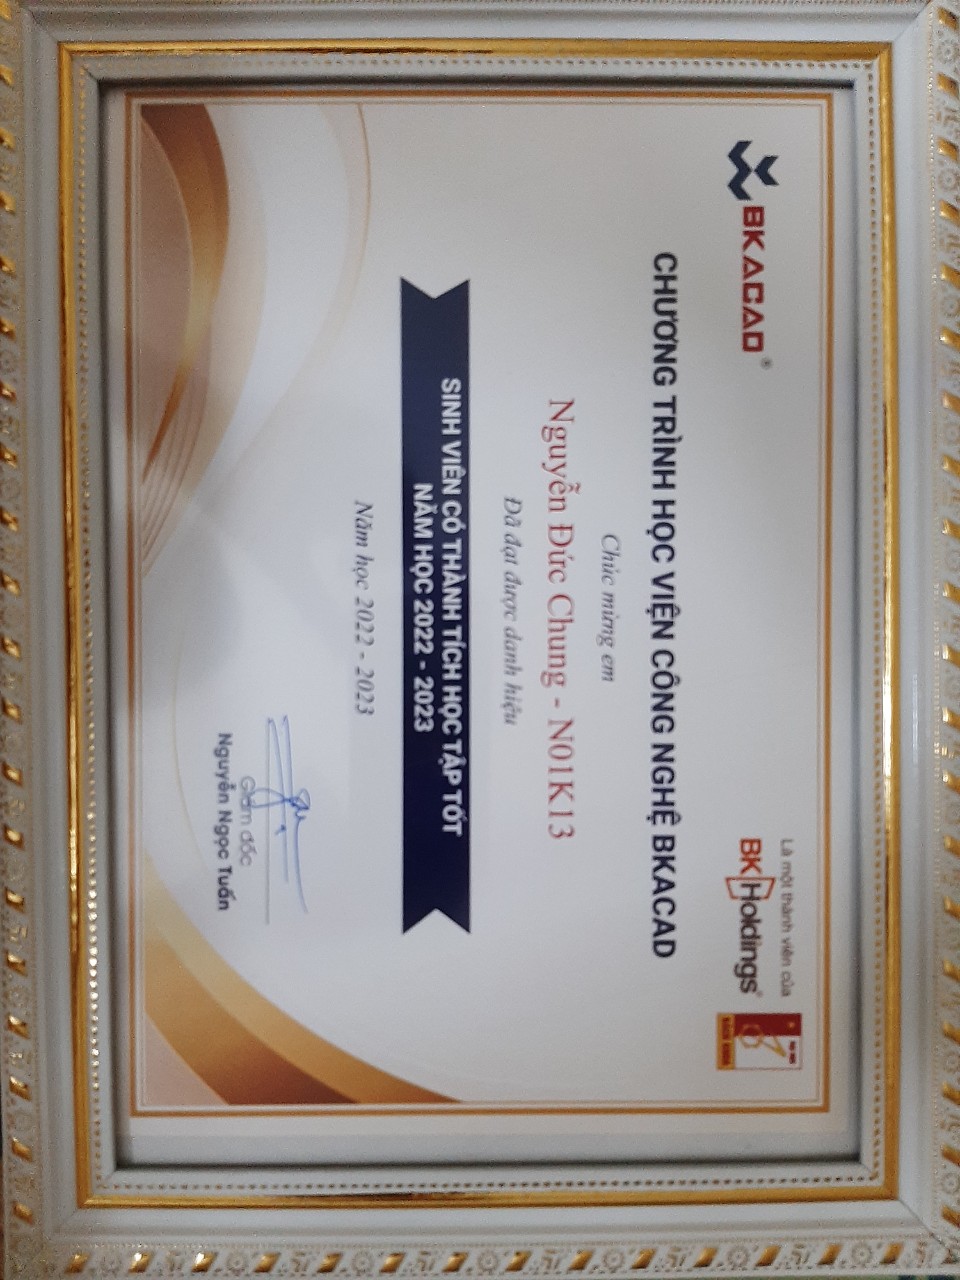 BKACAD®
Là một thành viên của
BK Holdings
BÁCH KHOA
CHƯƠNG TRÌNH HỌC VIỆN CÔNG NGHỆ BKACAD
Chúc mừng em
Nguyễn Đức Chung - N01K13
Đã đạt được danh hiệu
SINH VIÊN CÓ THÀNH TÍCH HỌC TẬP TỐT
NĂM HỌC 2022 - 2023
Năm học 2022 - 2023
Giám đốc
Nguyễn Ngọc Tuấn